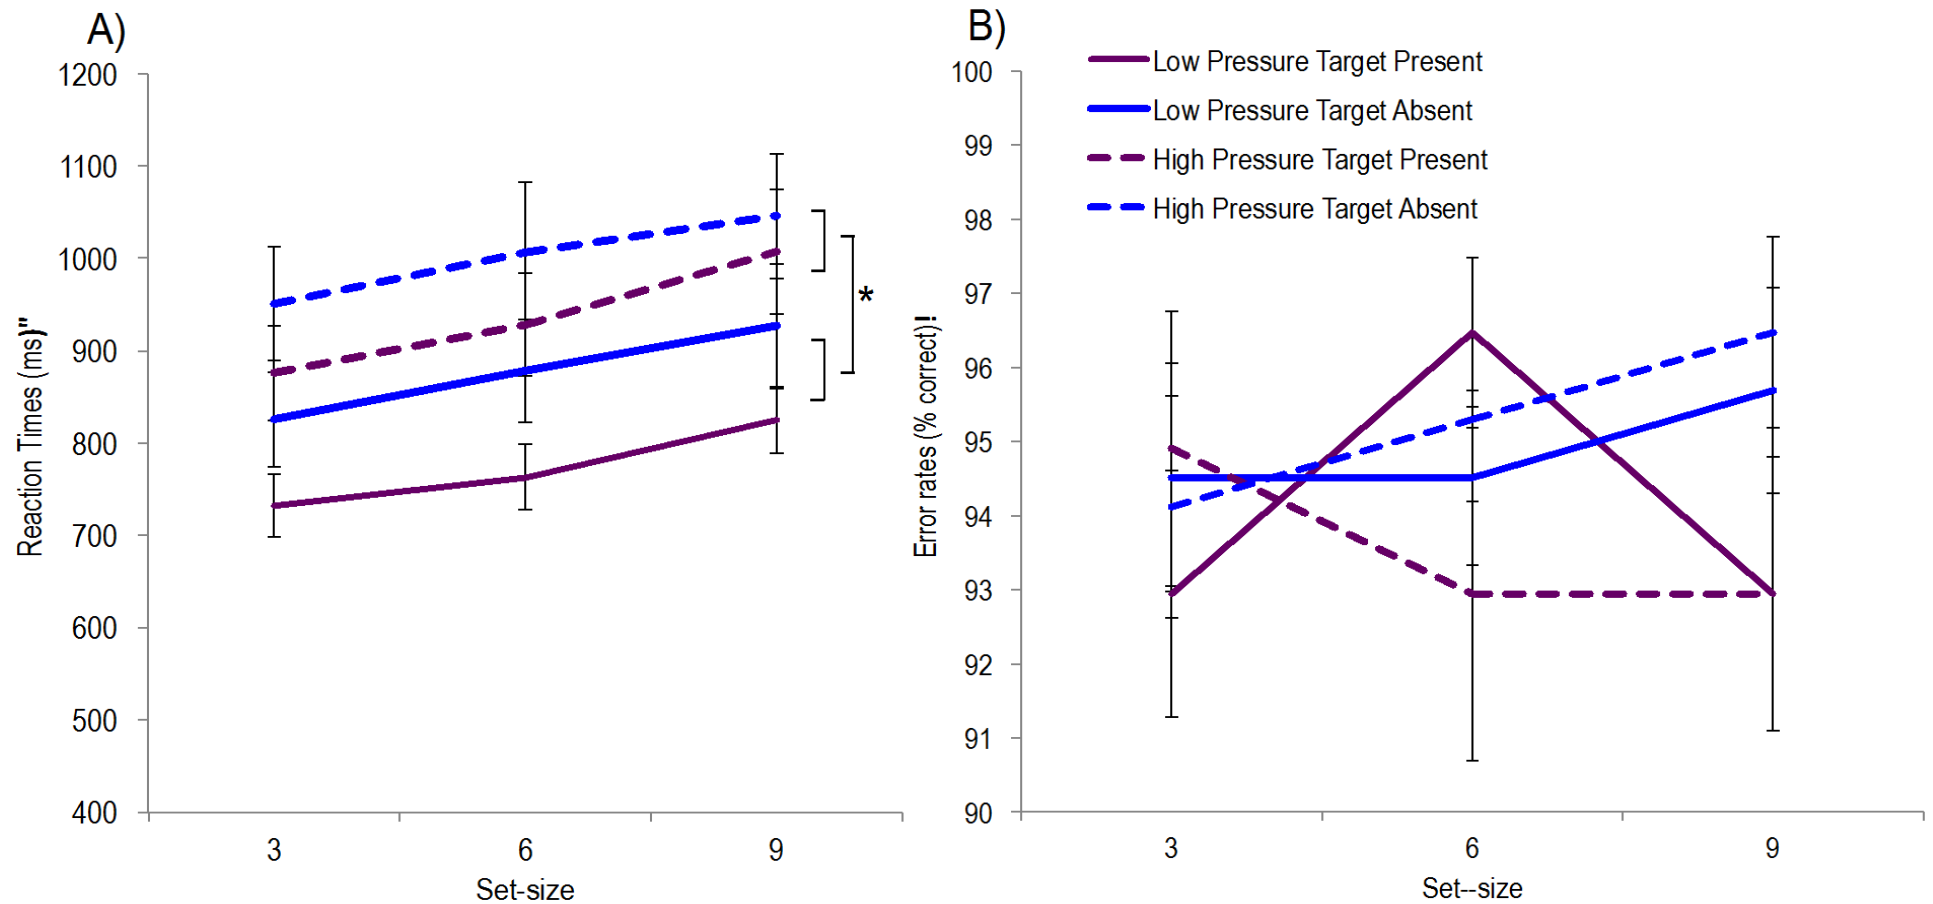 A)
1200
1100
1000
900
800
700
600
500
400
Reaction Times (ms)"
3 6 9
Set-size
*
B)
Low Pressure Target Present
Low Pressure Target Absent
High Pressure Target Present
High Pressure Target Absent
100
99
98
97
96
95
94
93
92
91
90
Error rates (% correct)!
3 6 9
Set--size